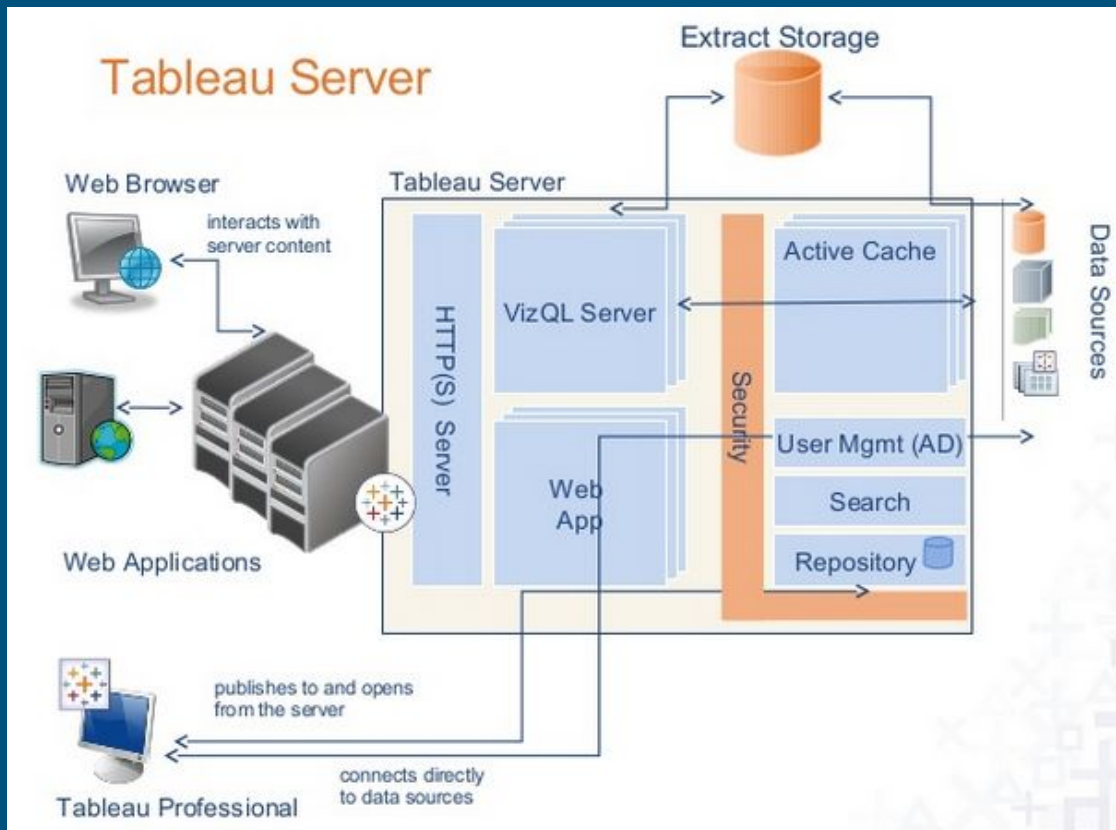 Tableau Server
Extract Storage
Web Browser
interacts with
server content
Tableau Server
HTTP(S) Server
VizQL Server
Web
App
Security
Active Cache
User Mgmt (AD)
Search
Repository
Data Sources
Web Applications
publishes to and opens
from the server
connects directly
to data sources
Tableau Professional